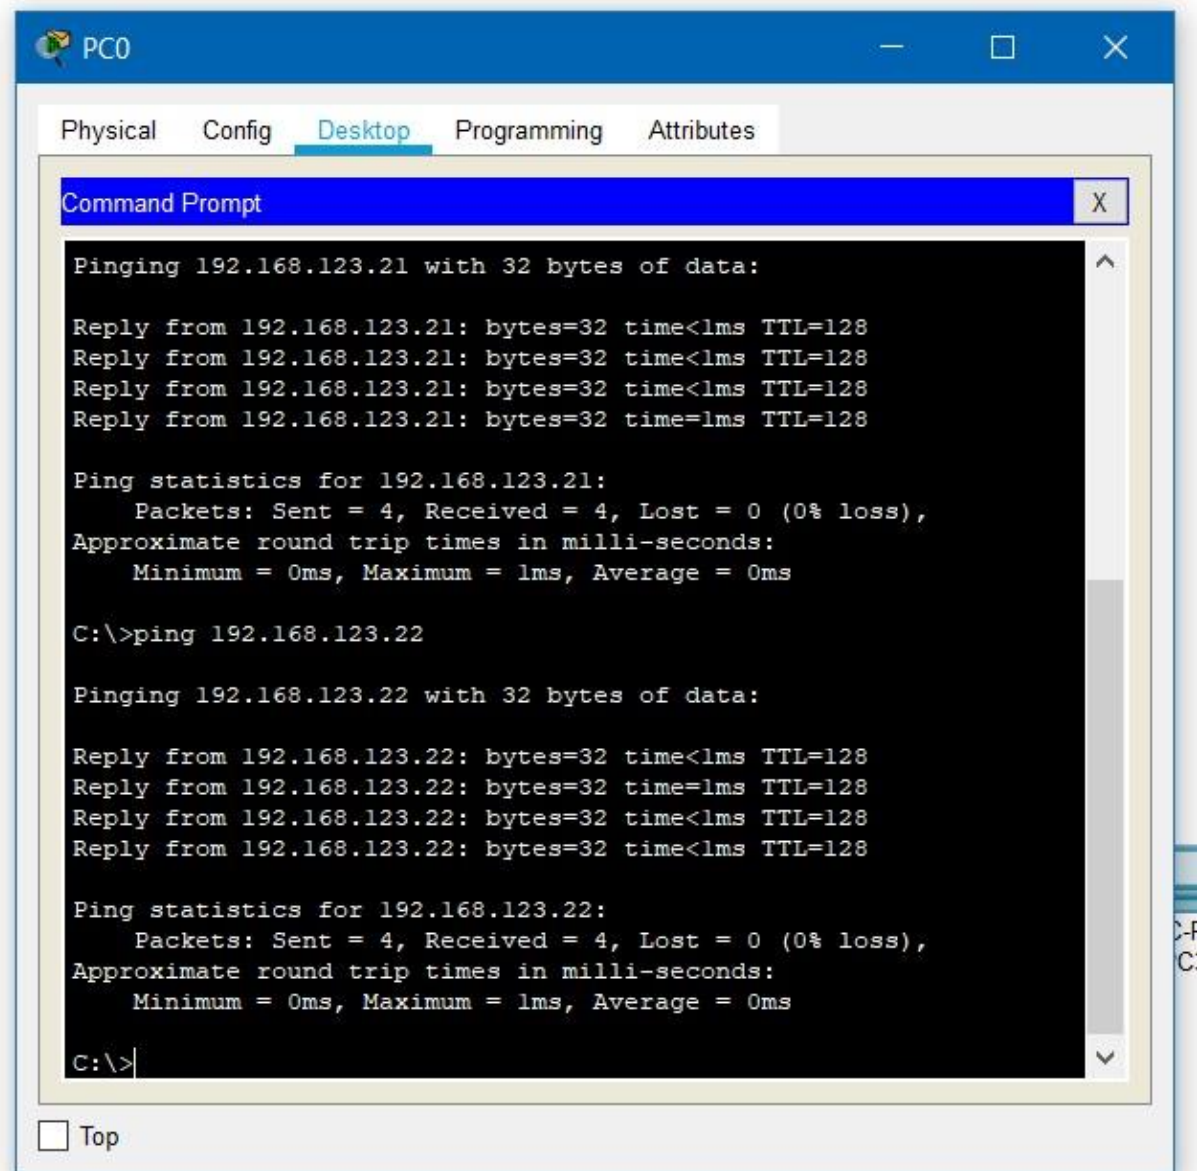 PC0
Physical Config Desktop Programming Attributes
Command Prompt X
Pinging 192.168.123.21 with 32 bytes of data:
Reply from 192.168.123.21: bytes=32 time<1ms TTL=128
Reply from 192.168.123.21: bytes=32 time<1ms TTL=128
Reply from 192.168.123.21: bytes=32 time<1ms TTL=128
Reply from 192.168.123.21: bytes=32 time=1ms TTL=128
Ping statistics for 192.168.123.21:
Packets: Sent = 4, Received = 4, Lost = 0 (0% loss),
Approximate round trip times in milli-seconds:
Minimum = 0ms, Maximum = 1ms, Average = 0ms
C:\>ping 192.168.123.22
Pinging 192.168.123.22 with 32 bytes of data:
Reply from 192.168.123.22: bytes=32 time<1ms TTL=128
Reply from 192.168.123.22: bytes=32 time=1ms TTL=128
Reply from 192.168.123.22: bytes=32 time<1ms TTL=128
Reply from 192.168.123.22: bytes=32 time<1ms TTL=128
Ping statistics for 192.168.123.22:
Packets: Sent = 4, Received = 4, Lost = 0 (0% loss),
Approximate round trip times in milli-seconds:
Minimum = 0ms, Maximum = 1ms, Average = 0ms
C:\>
Top